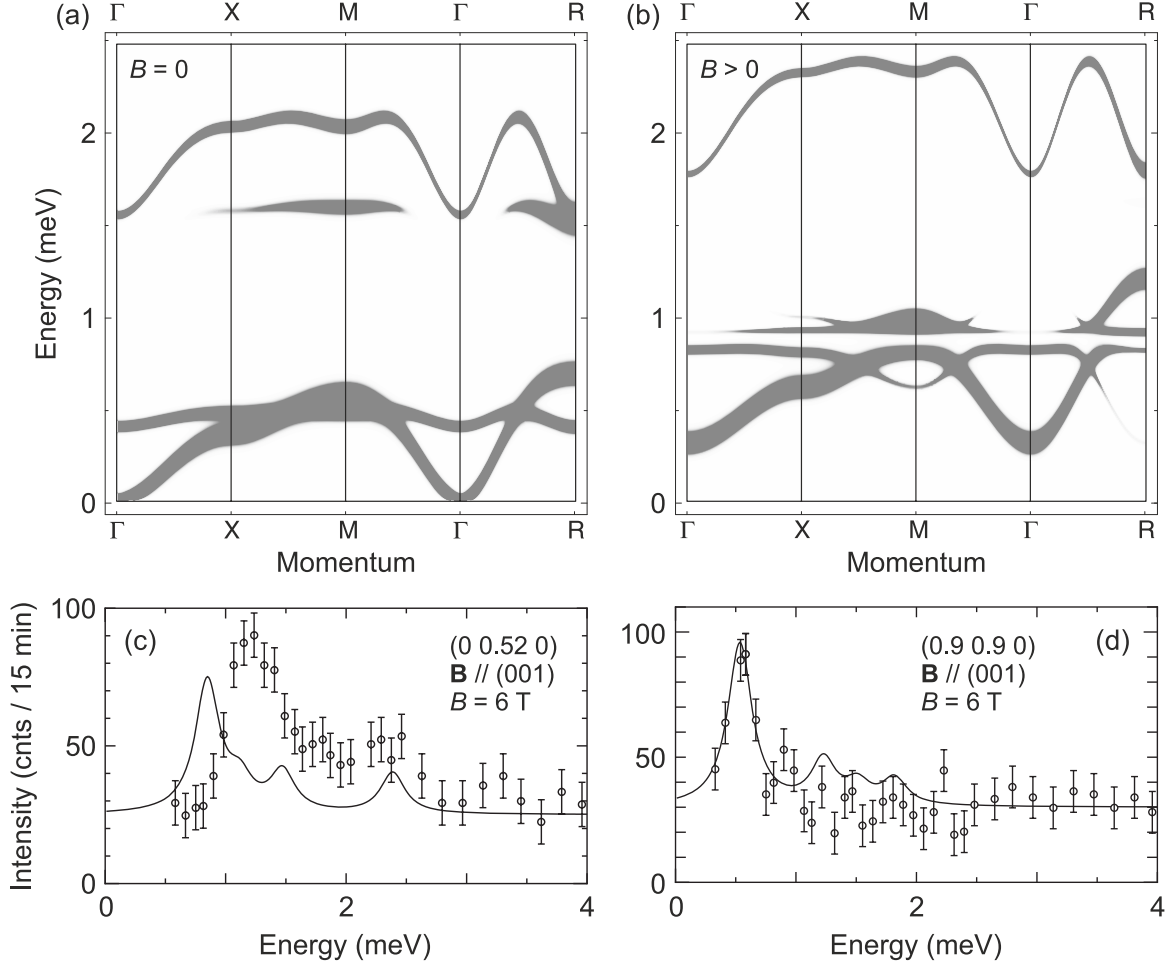 (a)
Γ X M Γ R
B = 0
Energy (meV)
2
1
0
Γ X M Γ R
Momentum
(b)
Γ X M Γ R
B > 0
2
1
0
Γ X M Γ R
Momentum
(c)
(0 0.52 0)
B // (001)
B = 6 T
Intensity (cnts / 15 min)
100
50
0
0 2 4
Energy (meV)
(d)
(0.9 0.9 0)
B // (001)
B = 6 T
100
50
0
0 1 2 3 4
Energy (meV)